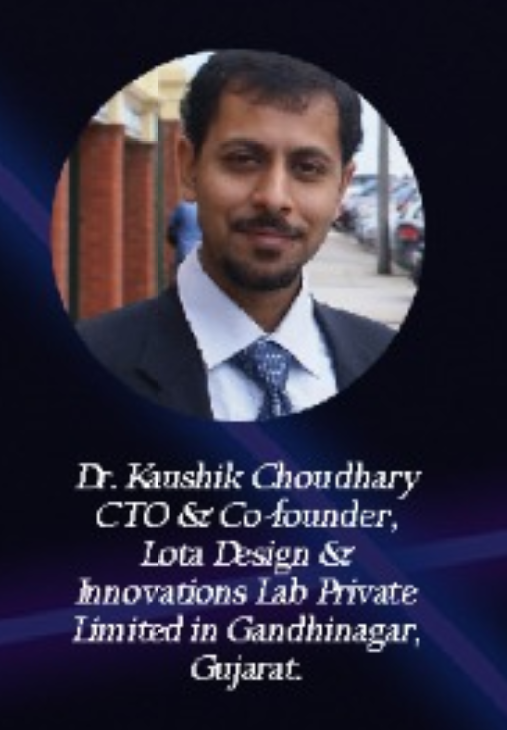 Dr. Kaushik Choudhary
CTO & Co-founder,
Lota Design &
Innovations Lab Private
Limited in Gandhinagar,
Gujarat.